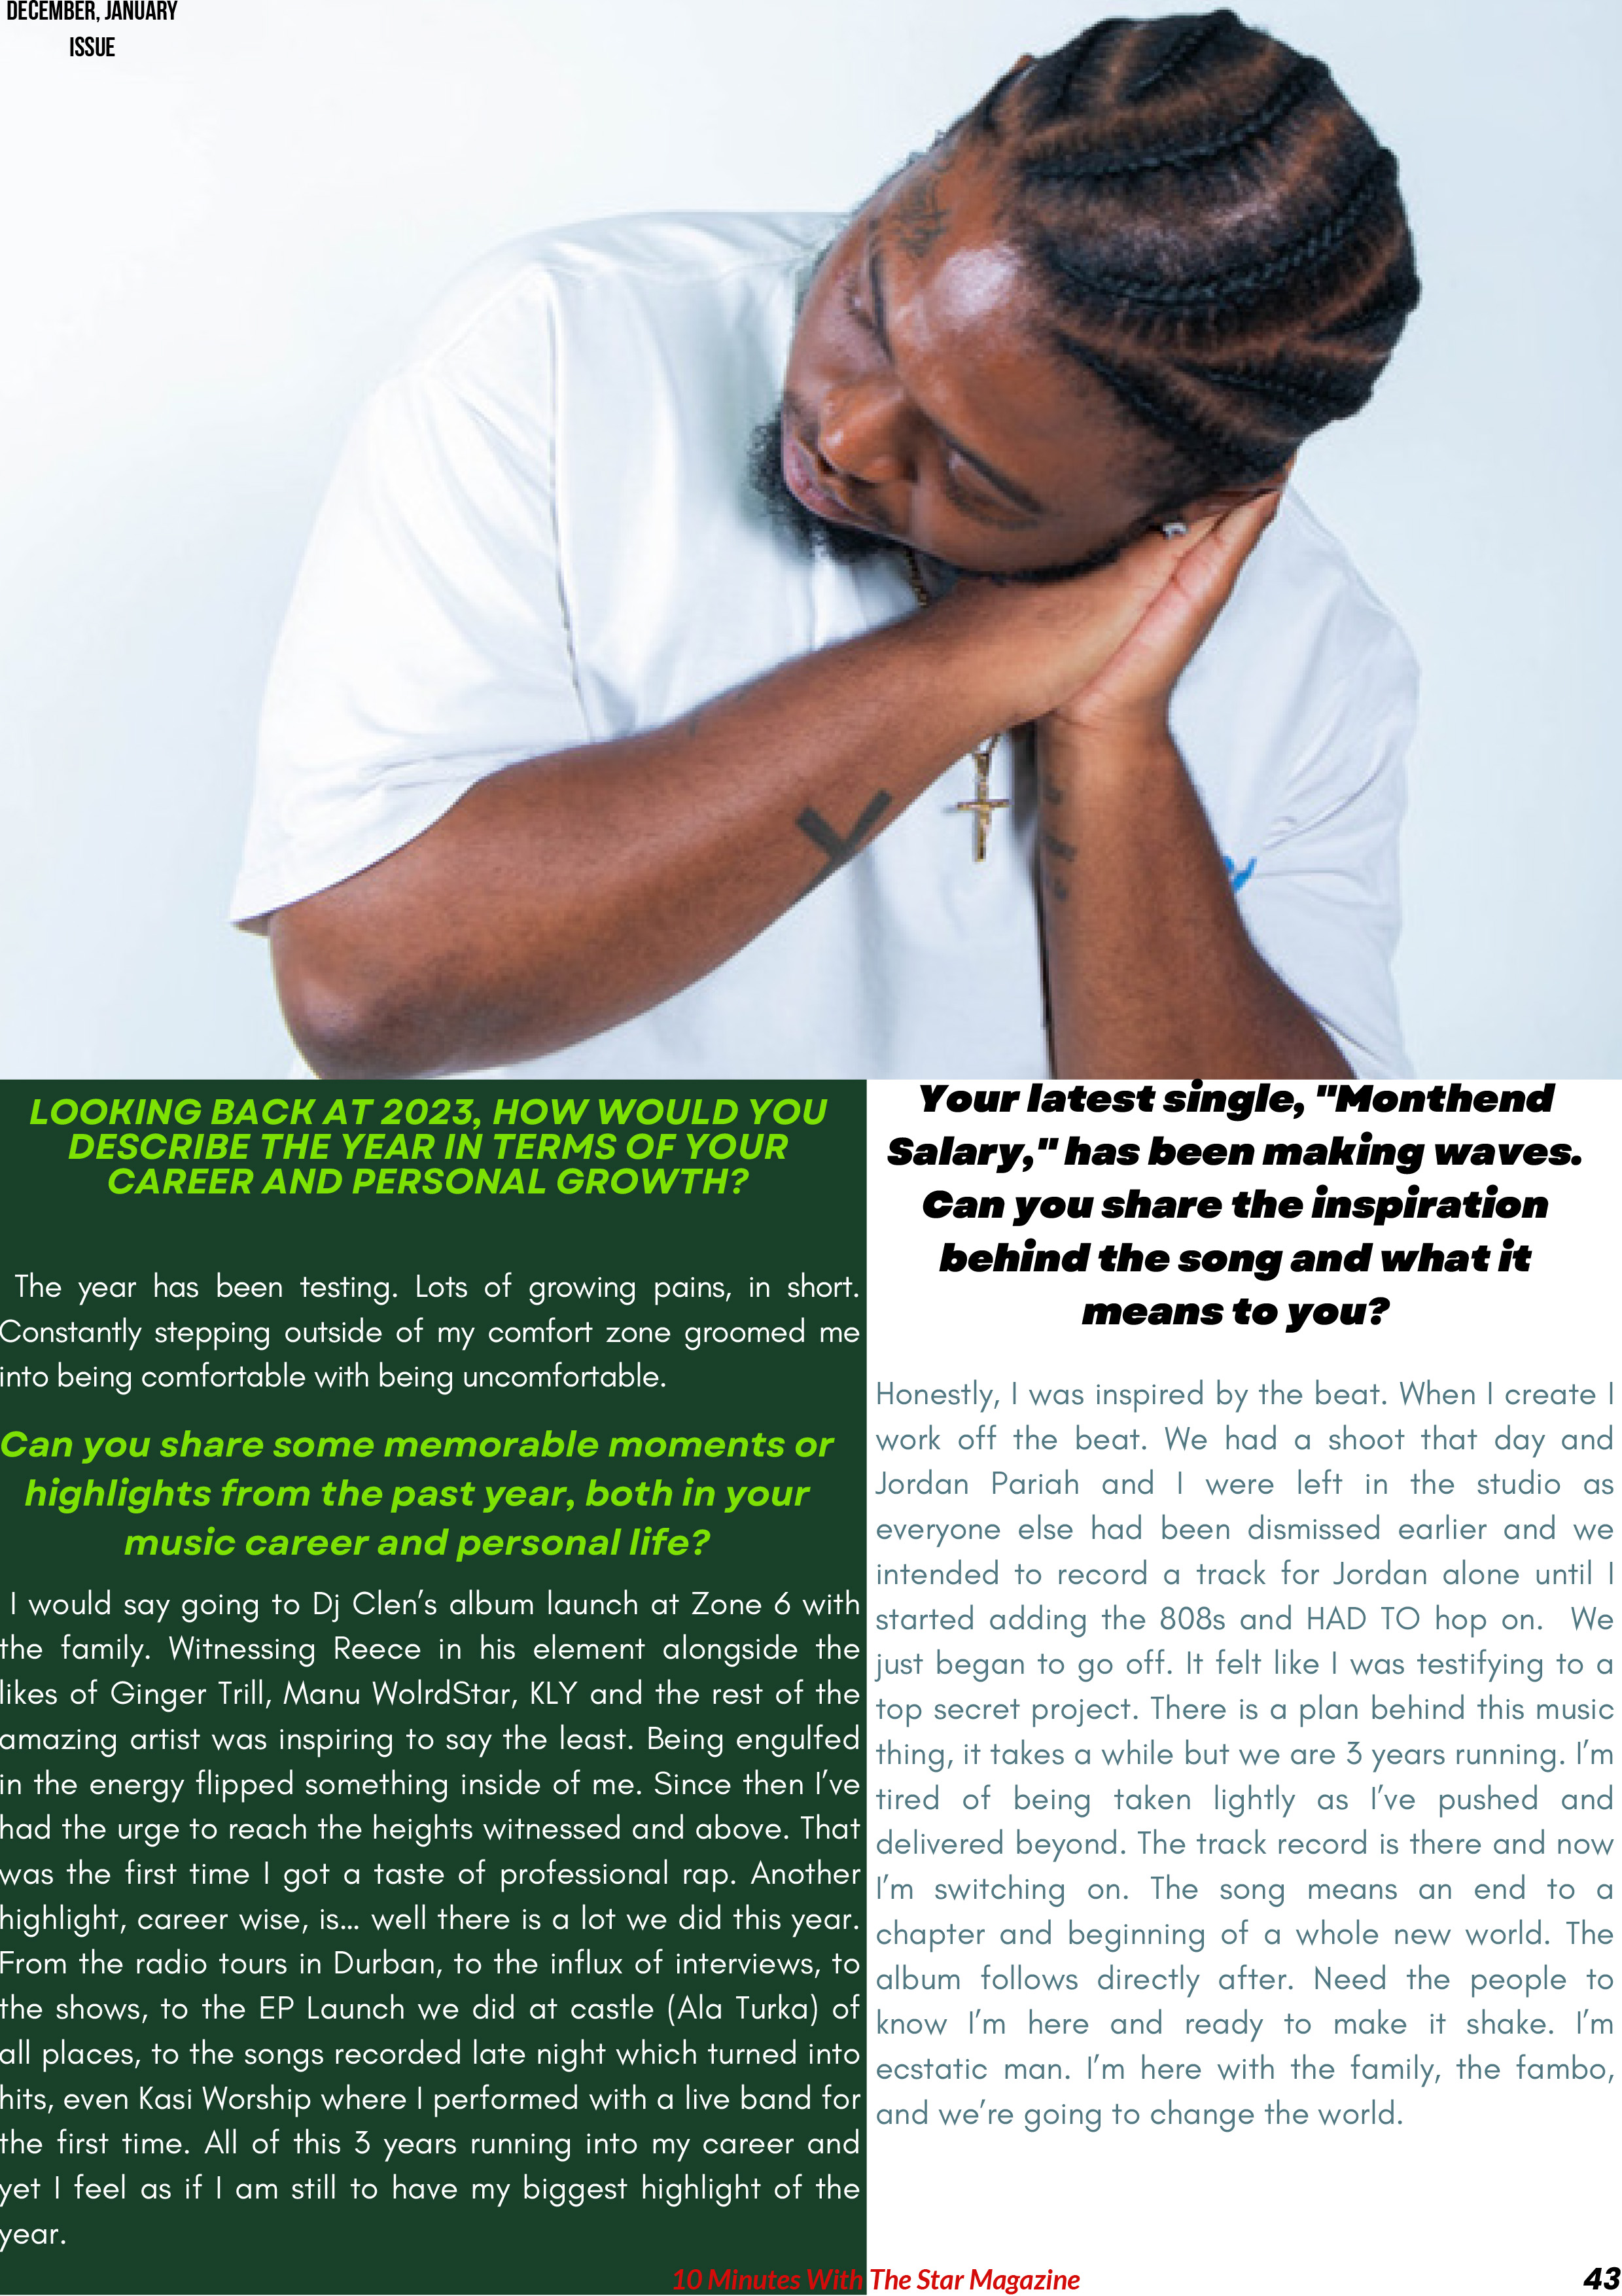 DECEMBER, JANUARY
ISSUE
LOOKING BACK AT 2023, HOW WOULD YOU
DESCRIBE THE YEAR IN TERMS OF YOUR
CAREER AND PERSONAL GROWTH?
The year has been testing. Lots of growing pains, in short.
Constantly stepping outside of my comfort zone groomed me
into being comfortable with being uncomfortable.
Can you share some memorable moments or
highlights from the past year, both in your
music career and personal life?
I would say going to Dj Clen’s album launch at Zone 6 with
the family. Witnessing Reece in his element alongside the
likes of Ginger Trill, Manu WolrdStar, KLY and the rest of the
amazing artist was inspiring to say the least. Being engulfed
in the energy flipped something inside of me. Since then I’ve
had the urge to reach the heights witnessed and above. That
was the first time I got a taste of professional rap. Another
highlight, career wise, is… well there is a lot we did this year.
From the radio tours in Durban, to the influx of interviews, to
the shows, to the EP Launch we did at castle (Ala Turka) of
all places, to the songs recorded late night which turned into
hits, even Kasi Worship where I performed with a live band for
the first time. All of this 3 years running into my career and
yet I feel as if I am still to have my biggest highlight of the
year.
Your latest single, "Monthend
Salary," has been making waves.
Can you share the inspiration
behind the song and what it
means to you?
Honestly, I was inspired by the beat. When I create I
work off the beat. We had a shoot that day and
Jordan Pariah and I were left in the studio as
everyone else had been dismissed earlier and we
intended to record a track for Jordan alone until I
started adding the 808s and HAD TO hop on. We
just began to go off. It felt like I was testifying to a
top secret project. There is a plan behind this music
thing, it takes a while but we are 3 years running. I’m
tired of being taken lightly as I’ve pushed and
delivered beyond. The track record is there and now
I’m switching on. The song means an end to a
chapter and beginning of a whole new world. The
album follows directly after. Need the people to
know I’m here and ready to make it shake. I’m
ecstatic man. I’m here with the family, the fambo,
and we’re going to change the world.
10 Minutes With The Star Magazine
43